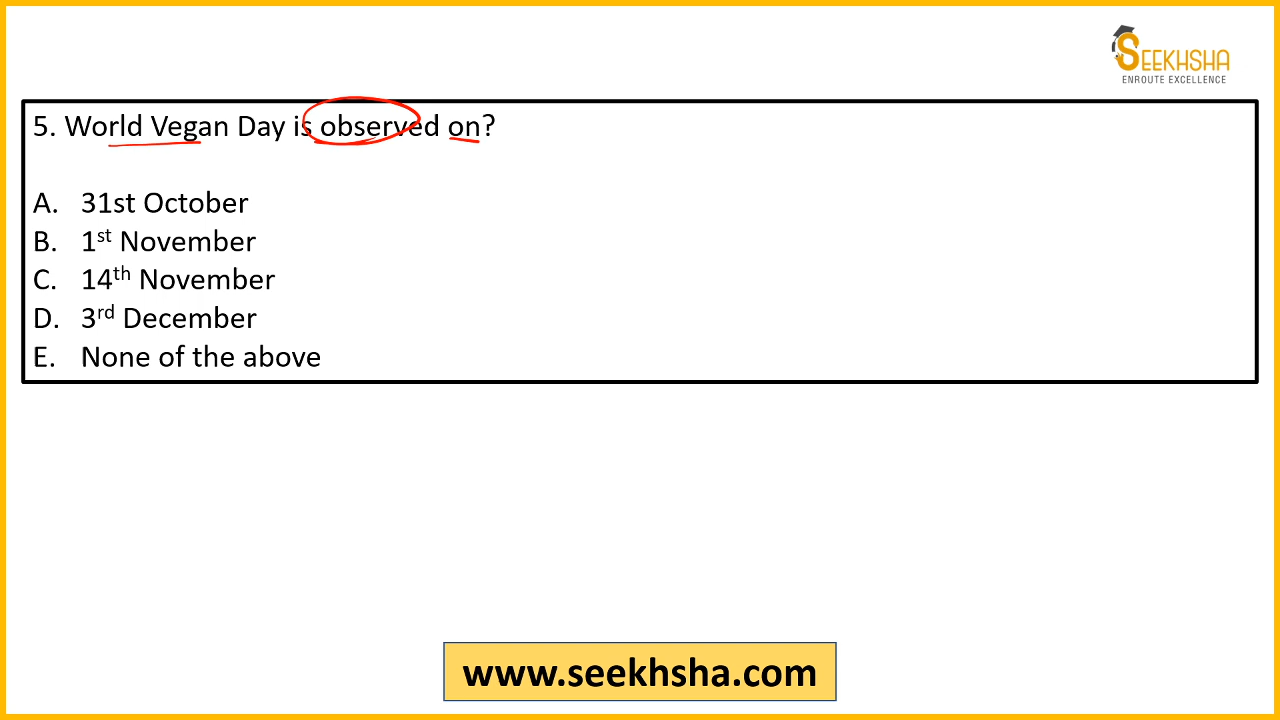 SEEKHSHA
ENROUTE EXCELLENCE
5. World Vegan Day is observed on?
A. 31st October
B. 1st November
C. 14th November
D. 3rd December
E. None of the above
www.seekhsha.com